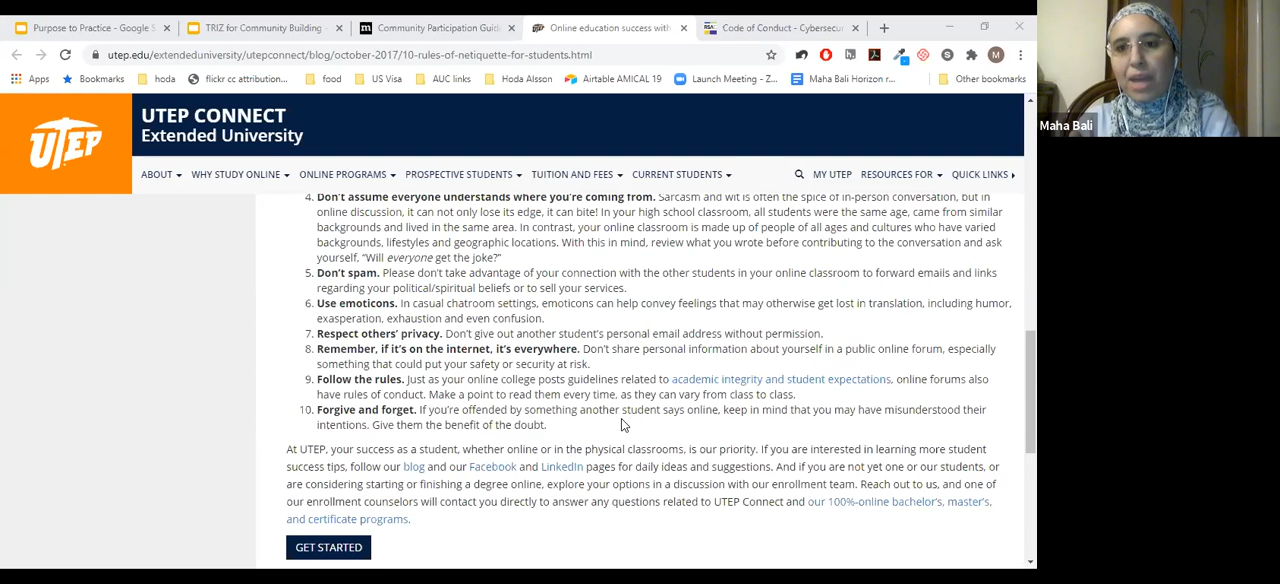 Purpose to Practice - Google S
TRIZ for Community Building -
Community Participation Guid
Online education success with
Code of Conduct - Cybersecur
utep.edu/extendeduniversity/utepconnect/blog/october-2017/10-rules-of-netiquette-for-students.html
Apps
Bookmarks
hoda
flickr cc attribution...
food
US Visa
AUC links
Hoda Alsson
Airtable AMICAL 19
Launch Meeting - Z...
Maha Bali Horizon r...
Other bookmarks
Maha Bali
UTEP
UTEP CONNECT
Extended University
ABOUT WHY STUDY ONLINE ONLINE PROGRAMS PROSPECTIVE STUDENTS TUITION AND FEES CURRENT STUDENTS MY UTEP RESOURCES FOR QUICK LINKS
4. Don't assume everyone understands where you're coming from. Sarcasm and wit is often the spice of in-person conversation, but in
online discussion, it can not only lose its edge, it can bite! In your high school classroom, all students were the same age, came from similar
backgrounds and lived in the same area. In contrast, your online classroom is made up of people of all ages and cultures who have varied
backgrounds, lifestyles and geographic locations. With this in mind, review what you wrote before contributing to the conversation and ask
yourself, “Will everyone get the joke?”
5. Don't spam. Please don't take advantage of your connection with the other students in your online classroom to forward emails and links
regarding your political/spiritual beliefs or to sell your services.
6. Use emoticons. In casual chatroom settings, emoticons can help convey feelings that may otherwise get lost in translation, including humor,
exasperation, exhaustion and even confusion.
7. Respect others' privacy. Don't give out another student's personal email address without permission.
8. Remember, if it's on the internet, it's everywhere. Don't share personal information about yourself in a public online forum, especially
something that could put your safety or security at risk.
9. Follow the rules. Just as your online college posts guidelines related to academic integrity and student expectations, online forums also
have rules of conduct. Make a point to read them every time, as they can vary from class to class.
10. Forgive and forget. If you're offended by something another student says online, keep in mind that you may have misunderstood their
intentions. Give them the benefit of the doubt.
At UTEP, your success as a student, whether online or in the physical classrooms, is our priority. If you are interested in learning more student
success tips, follow our blog and our Facebook and LinkedIn pages for daily ideas and suggestions. And if you are not yet one or our students, or
are considering starting or finishing a degree online, explore your options in a discussion with our enrollment team. Reach out to us, and one of
our enrollment counselors will contact you directly to answer any questions related to UTEP Connect and our 100%-online bachelor's, master's,
and certificate programs.
GET STARTED